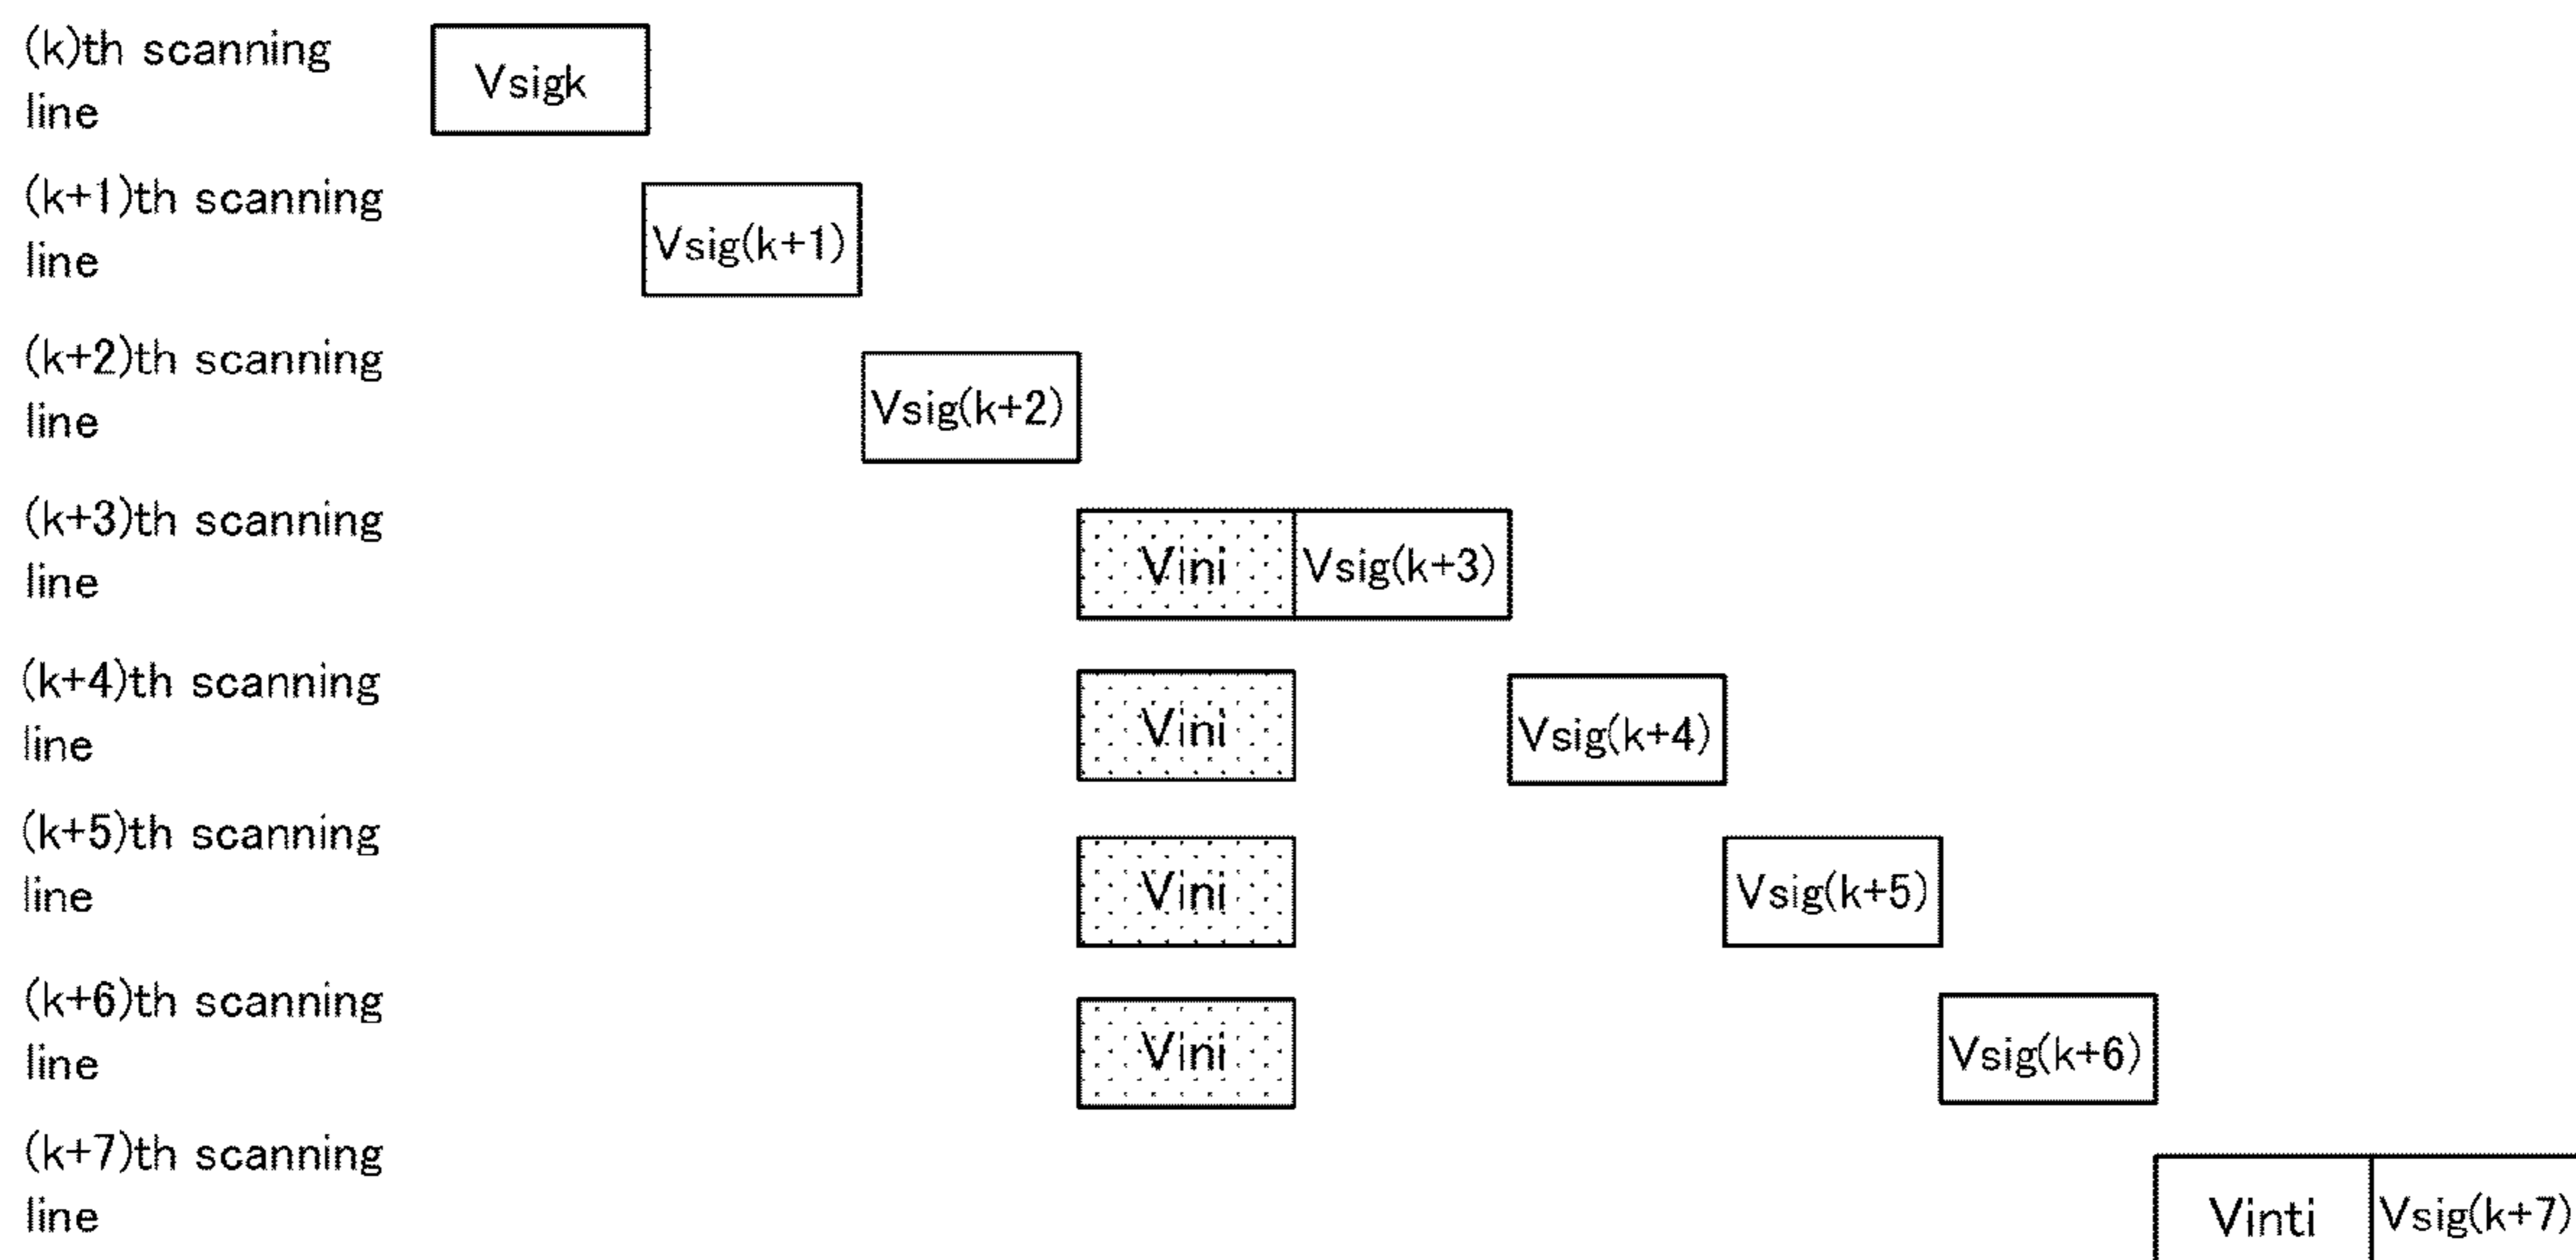 (k)th scanning
line
Vsigk
(k+1)th scanning
line
Vsig(k+1)
(k+2)th scanning
line
Vsig(k+2)
(k+3)th scanning
line
Vini Vsig(k+3)
(k+4)th scanning
line
Vini Vsig(k+4)
(k+5)th scanning
line
Vini Vsig(k+5)
(k+6)th scanning
line
Vini Vsig(k+6)
(k+7)th scanning
line
Vinti Vsig(k+7)